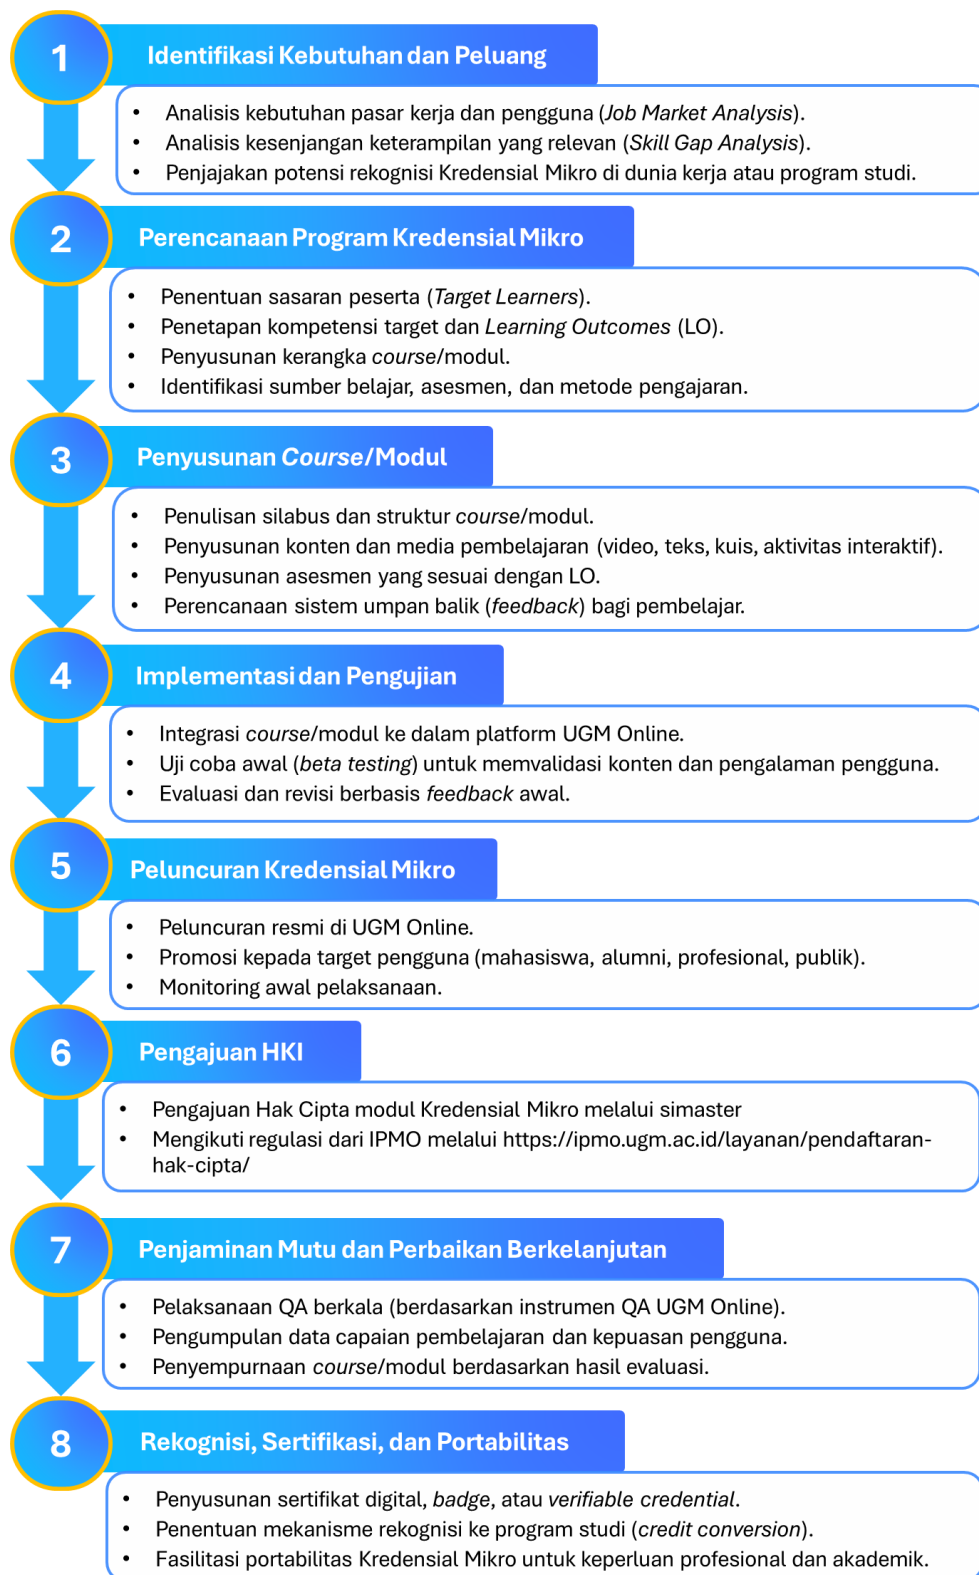 1
Identifikasi Kebutuhan dan Peluang
• Analisis kebutuhan pasar kerja dan pengguna (Job Market Analysis).
• Analisis kesenjangan keterampilan yang relevan (Skill Gap Analysis).
• Penjajakan potensi rekognisi Kredensial Mikro di dunia kerja atau program studi.
2
Perencanaan Program Kredensial Mikro
• Penentuan sasaran peserta (Target Learners).
• Penetapan kompetensi target dan Learning Outcomes (LO).
• Penyusunan kerangka course/modul.
• Identifikasi sumber belajar, asesmen, dan metode pengajaran.
3
Penyusunan Course/Modul
• Penulisan silabus dan struktur course/modul.
• Penyusunan konten dan media pembelajaran (video, teks, kuis, aktivitas interaktif).
• Penyusunan asesmen yang sesuai dengan LO.
• Perencanaan sistem umpan balik (feedback) bagi pembelajar.
4
Implementasi dan Pengujian
• Integrasi course/modul ke dalam platform UGM Online.
• Uji coba awal (beta testing) untuk memvalidasi konten dan pengalaman pengguna.
• Evaluasi dan revisi berbasis feedback awal.
5
Peluncuran Kredensial Mikro
• Peluncuran resmi di UGM Online.
• Promosi kepada target pengguna (mahasiswa, alumni, profesional, publik).
• Monitoring awal pelaksanaan.
6
Pengajuan HKI
• Pengajuan Hak Cipta modul Kredensial Mikro melalui simaster
• Mengikuti regulasi dari IPMO melalui https://ipmo.ugm.ac.id/layanan/pendaftaran-
hak-cipta/
7
Penjaminan Mutu dan Perbaikan Berkelanjutan
• Pelaksanaan QA berkala (berdasarkan instrumen QA UGM Online).
• Pengumpulan data capaian pembelajaran dan kepuasan pengguna.
• Penyempurnaan course/modul berdasarkan hasil evaluasi.
8
Rekognisi, Sertifikasi, dan Portabilitas
• Penyusunan sertifikat digital, badge, atau verifiable credential.
• Penentuan mekanisme rekognisi ke program studi (credit conversion).
• Fasilitasi portabilitas Kredensial Mikro untuk keperluan profesional dan akademik.